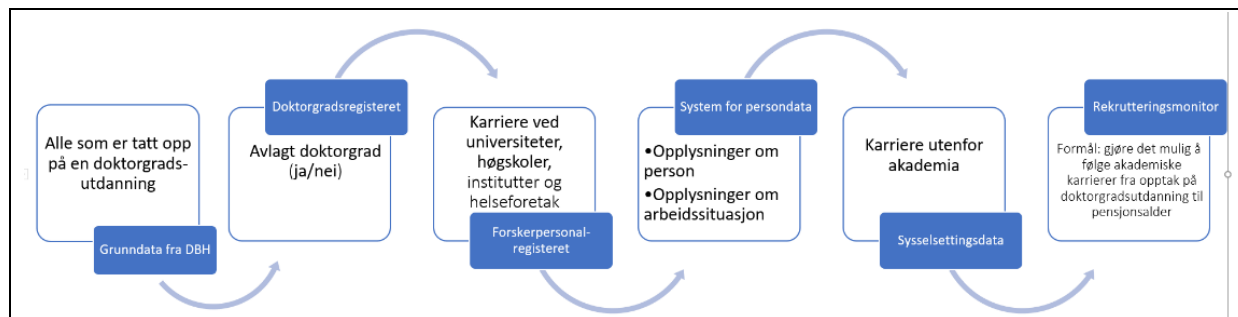 Alle som er tatt opp
på en doktorgrads-
utdanning
Grunndata fra DBH
Doktorgradsregisteret
Avlagt doktorgrad
(ja/nei)
Karriere ved
universiteter,
høgskoler,
institutter og
helseforetak
Forskerpersonal-
registeret
System for persondata
•Opplysninger om
person
•Opplysninger om
arbeidssituasjon
Karriere utenfor
akademia
Sysselsettingsdata
Rekrutteringsmonitor
Formål: gjøre det mulig å
følge akademiske
karrierer fra opptak på
doktorgradsutdanning til
pensjonsalder